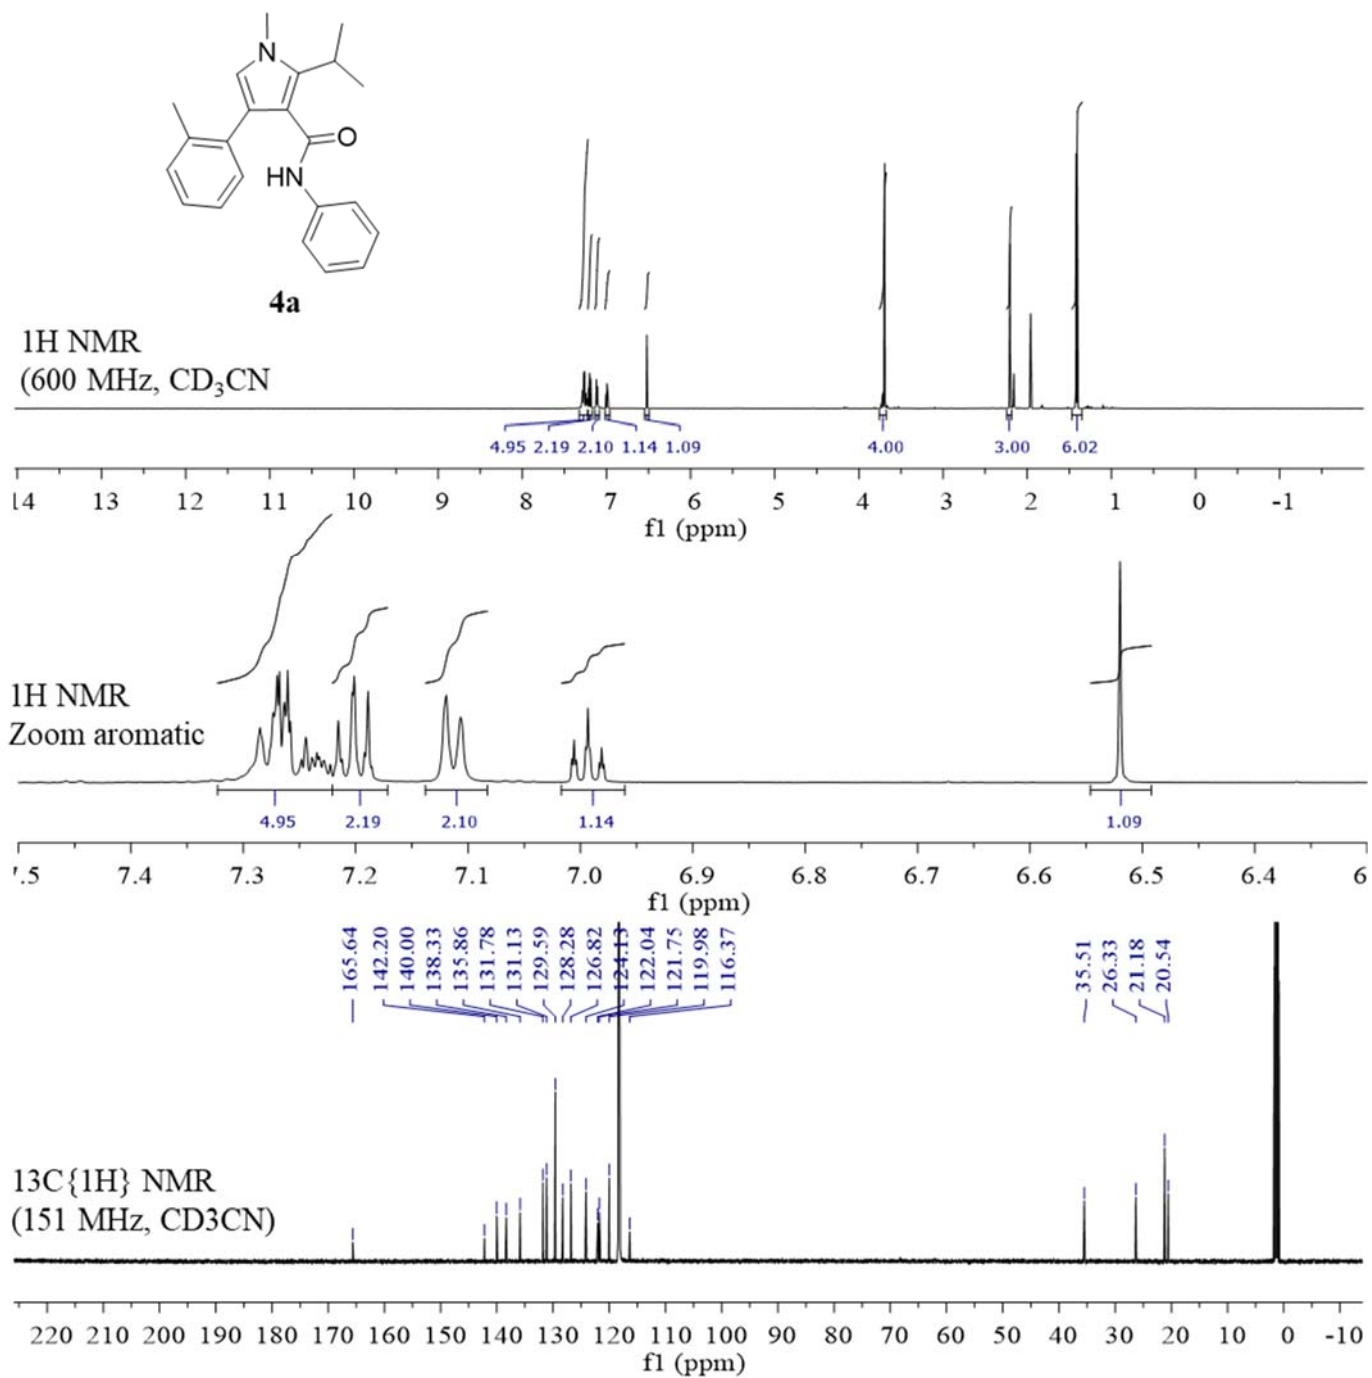 N
O
HN
4a
1H NMR
(600 MHz, CD₃CN
4.95 2.19 2.10 1.14 1.09 4.00 3.00 6.02
14 13 12 11 10 9 8 7 6 5 4 3 2 1 0 -1
f1 (ppm)
1H NMR
Zoom aromatic
4.95 2.19 2.10 1.14 1.09
7.5 7.4 7.3 7.2 7.1 7.0 6.9 6.8 6.7 6.6 6.5 6.4 6
f1 (ppm)
165.64
142.20
140.00
138.33
135.86
131.78
131.13
129.59
128.28
126.82
124.13
122.04
121.75
119.98
116.37
35.51
26.33
21.18
20.54
13C{1H} NMR
(151 MHz, CD3CN)
220 210 200 190 180 170 160 150 140 130 120 110 100 90 80 70 60 50 40 30 20 10 0 -10
f1 (ppm)